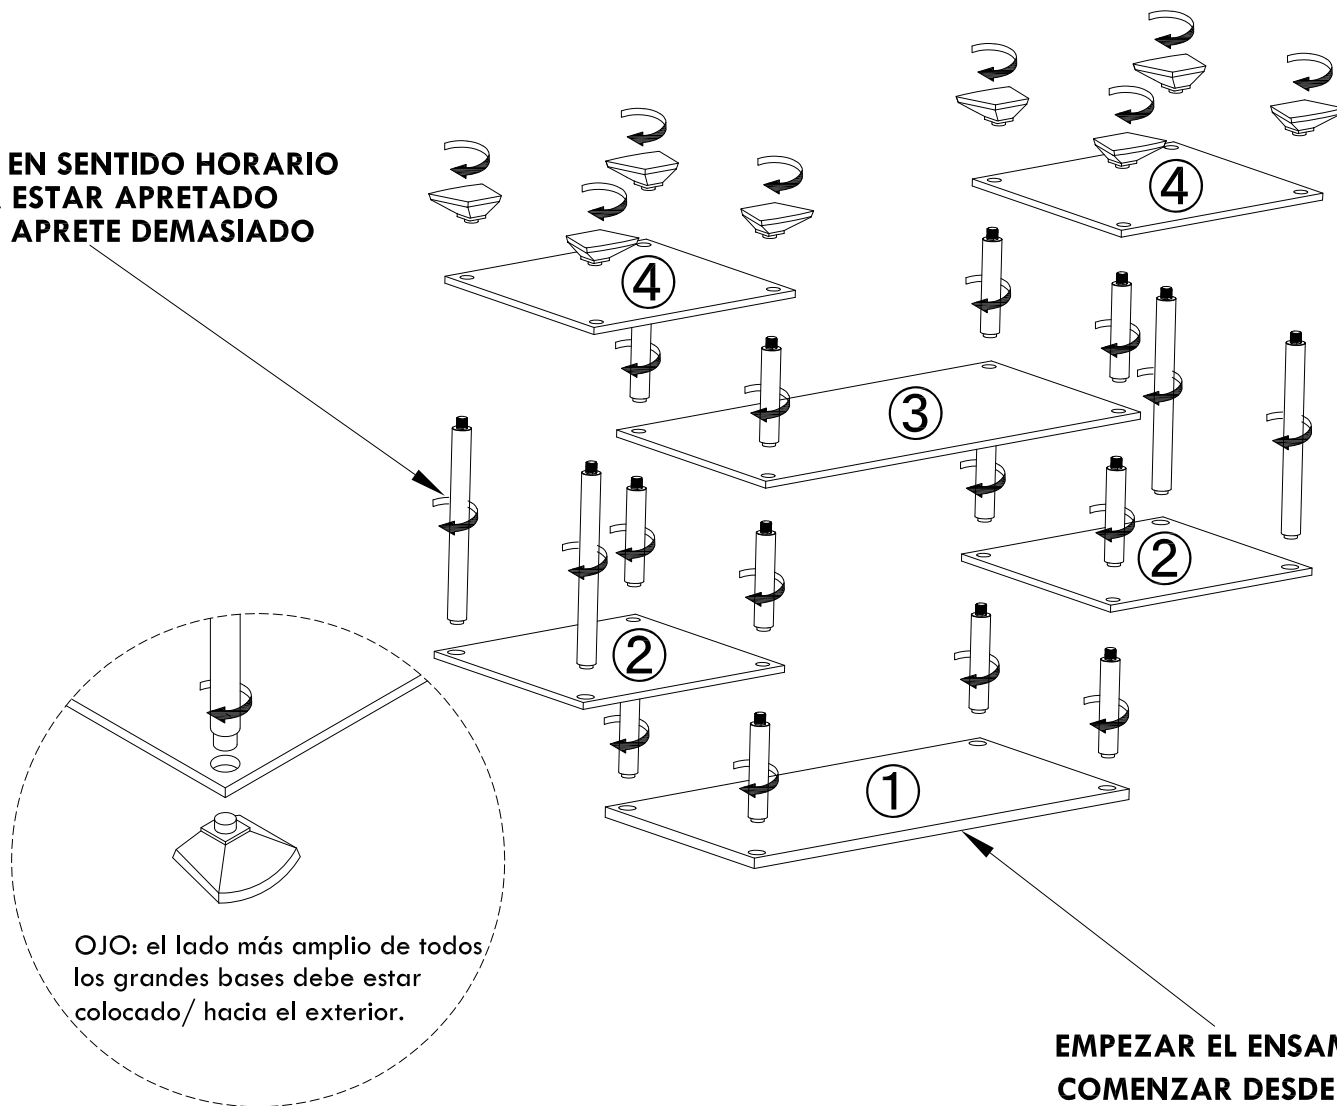 EN SENTIDO HORARIO
ESTAR APRETADO
APRETE DEMASIADO
④
④
③
②
②
①
OJO: el lado más amplio de todos
los grandes bases debe estar
colocado/ hacia el exterior.
EMPEZAR EL
COMENZAR DESDE